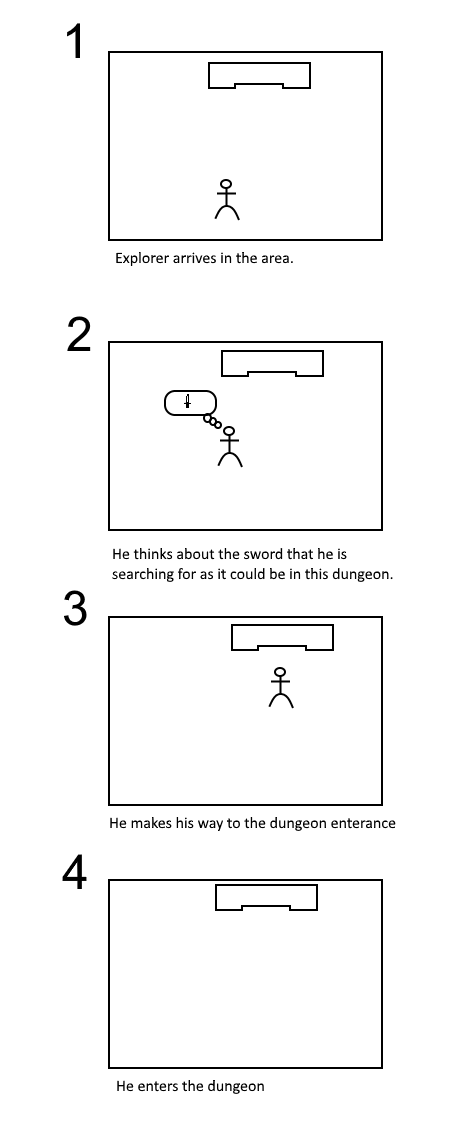 1
Explorer arrives in the area.
2
He thinks about the sword that he is
searching for as it could be in this dungeon.
3
He makes his way to the dungeon enterance
4
He enters the dungeon